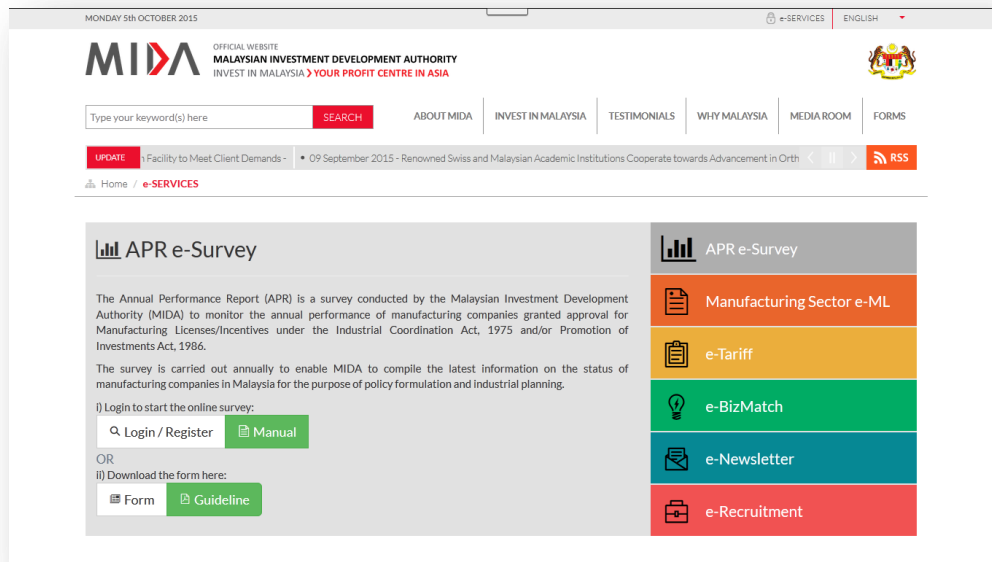 MONDAY 5th OCTOBER 2015
e-SERVICES
ENGLISH
MIDA
OFFICIAL WEBSITE
MALAYSIAN INVESTMENT DEVELOPMENT AUTHORITY
INVEST IN MALAYSIA YOUR PROFIT CENTRE IN ASIA
Type your keyword(s) here
SEARCH
ABOUT MIDA
INVEST IN MALAYSIA
TESTIMONIALS
WHY MALAYSIA
MEDIA ROOM
FORMS
UPDATE
Facility to Meet Client Demands -
• 09 September 2015 - Renowned Swiss and Malaysian Academic Institutions Cooperate towards Advancement in Orth
RSS
Home / e-SERVICES
APR e-Survey
The Annual Performance Report (APR) is a survey conducted by the Malaysian Investment Development
Authority (MIDA) to monitor the annual performance of manufacturing companies granted approval for
Manufacturing Licenses/Incentives under the Industrial Coordination Act, 1975 and/or Promotion of
Investments Act, 1986.
The survey is carried out annually to enable MIDA to compile the latest information on the status of
manufacturing companies in Malaysia for the purpose of policy formulation and industrial planning.
i) Login to start the online survey:
Login / Register
Manual
OR
ii) Download the form here:
Form
Guideline
APR e-Survey
Manufacturing Sector e-ML
e-Tariff
e-BizMatch
e-Newsletter
e-Recruitment